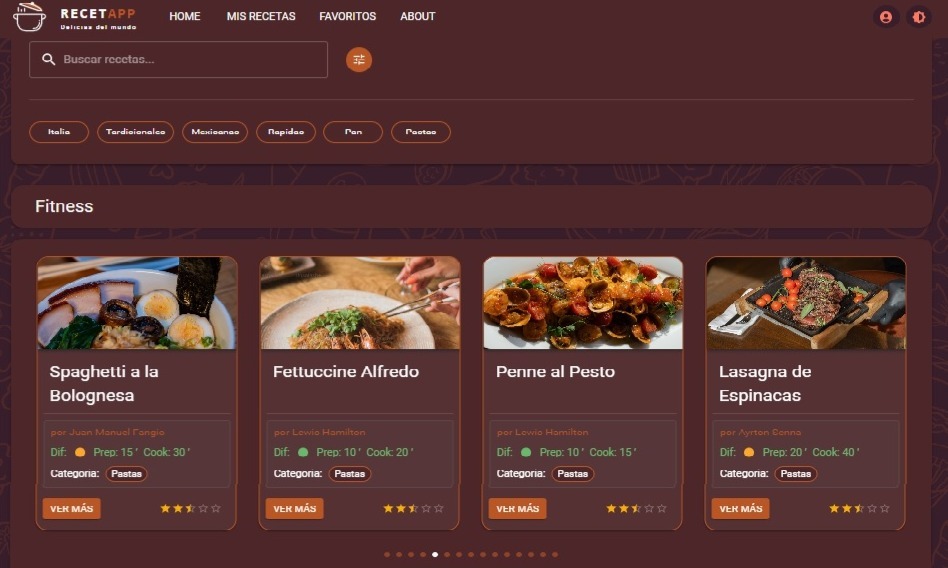 RECETAPP
Delicias del mundo
HOME MIS RECETAS FAVORITOS ABOUT
Buscar recetas...
Italia Tardicionales Mexicanas Rapidas Pan Pastas
Fitness
Spaghetti a la Bolognesa
por Juan Manuel Fangio
Dif: Prep: 15 ' Cook: 30 '
Categoria: Pastas
VER MÁS
Fettuccine Alfredo
por Lewis Hamilton
Dif: Prep: 10 ' Cook: 20 '
Categoria: Pastas
VER MÁS
Penne al Pesto
por Lewis Hamilton
Dif: Prep: 10 ' Cook: 15 '
Categoria: Pastas
VER MÁS
Lasagna de Espinacas
por Ayrton Senna
Dif: Prep: 20 ' Cook: 40 '
Categoria: Pastas
VER MÁS